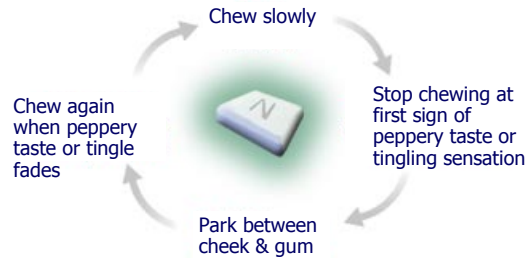 Chew slowly
Stop chewing at
first sign of
peppery taste or
tingling sensation
Park between
cheek & gum
Chew again
when peppery
taste or tingle
fades
N